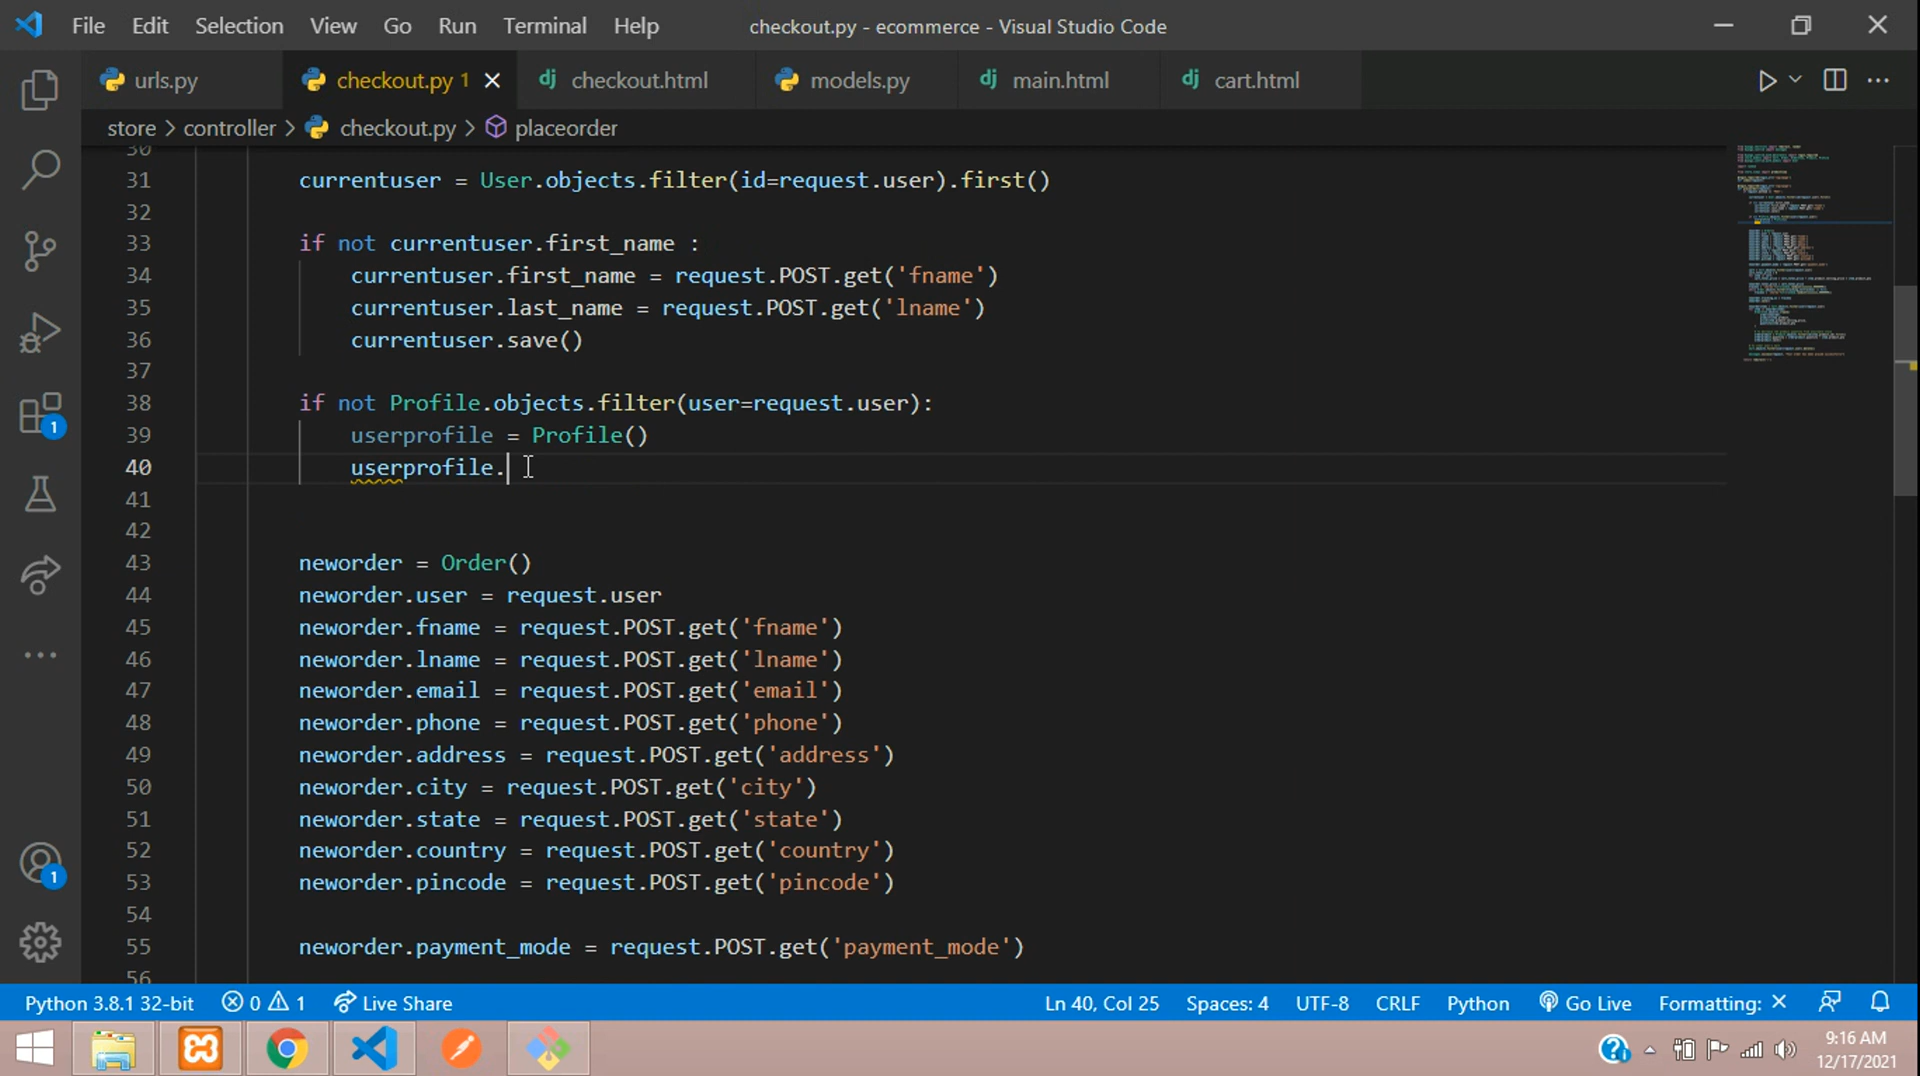 File Edit Selection View Go Run Terminal Help checkout.py - ecommerce - Visual Studio Code
urls.py checkout.py 1 checkout.html models.py main.html cart.html
store > controller > checkout.py > placeorder
30
31 currentuser = User.objects.filter(id=request.user).first()
32
33 if not currentuser.first_name :
34 currentuser.first_name = request.POST.get('fname')
35 currentuser.last_name = request.POST.get('lname')
36 currentuser.save()
37
38 if not Profile.objects.filter(user=request.user):
39 userprofile = Profile()
40 userprofile.
41
42
43 neworder = Order()
44 neworder.user = request.user
45 neworder.fname = request.POST.get('fname')
46 neworder.lname = request.POST.get('lname')
47 neworder.email = request.POST.get('email')
48 neworder.phone = request.POST.get('phone')
49 neworder.address = request.POST.get('address')
50 neworder.city = request.POST.get('city')
51 neworder.state = request.POST.get('state')
52 neworder.country = request.POST.get('country')
53 neworder.pincode = request.POST.get('pincode')
54
55 neworder.payment_mode = request.POST.get('payment_mode')
56
1
1
Python 3.8.1 32-bit 0 1 Live Share Ln 40, Col 25 Spaces: 4 UTF-8 CRLF Python Go Live Formatting: ×
9:16 AM
12/17/2021